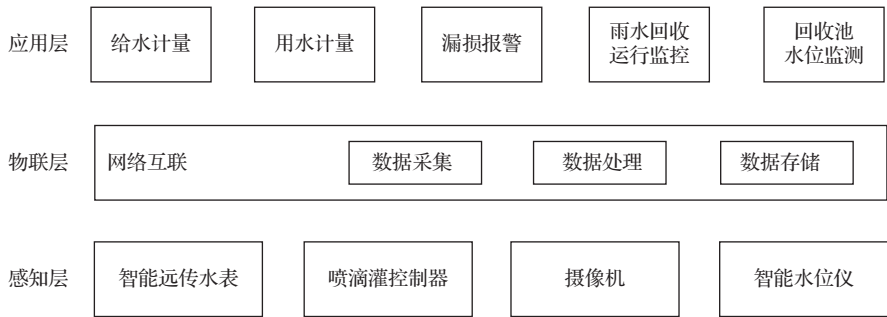 应用层
给水计量
用水计量
漏损报警
雨水回收
运行监控
回收池
水位监测
物联层
网络互联
数据采集
数据处理
数据存储
感知层
智能远传水表
喷滴灌控制器
摄像机
智能水位仪